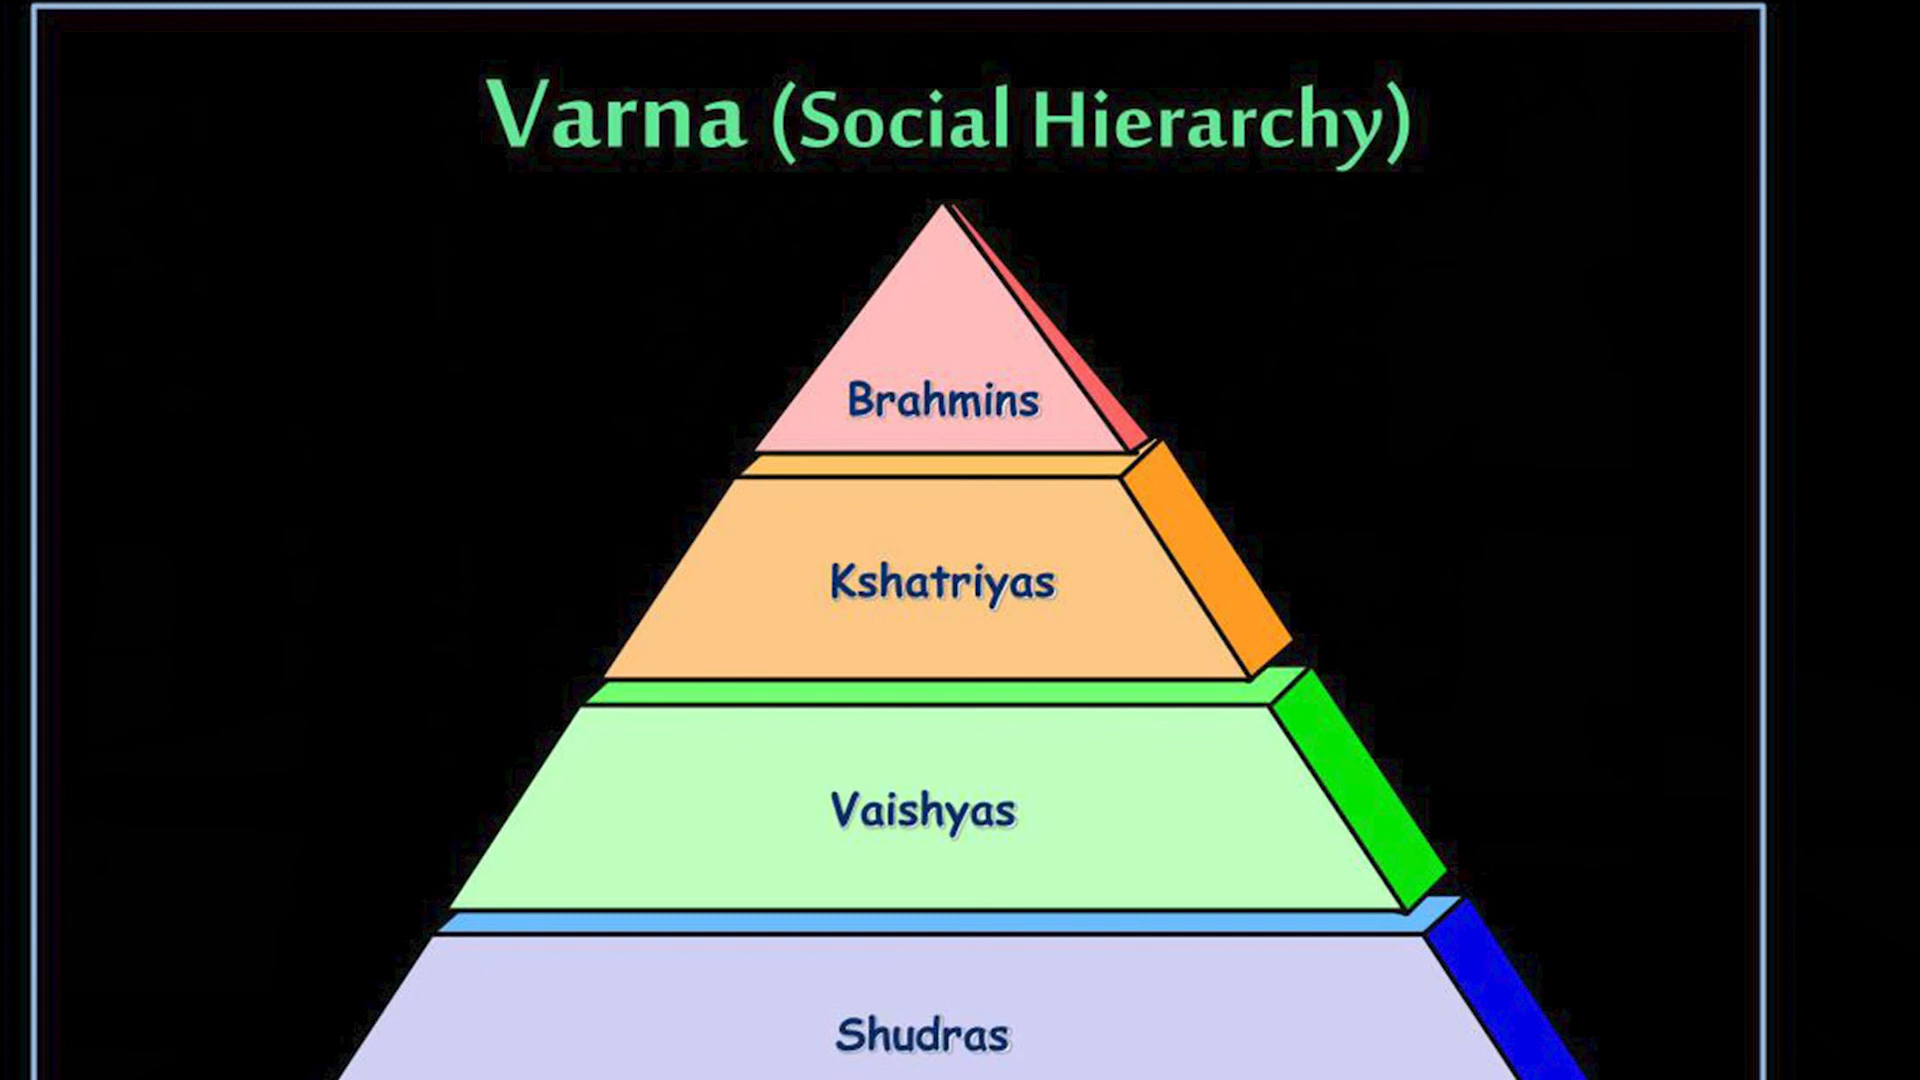 Varna (Social Hierarchy)
Brahmins
Kshatriyas
Vaishyas
Shudras